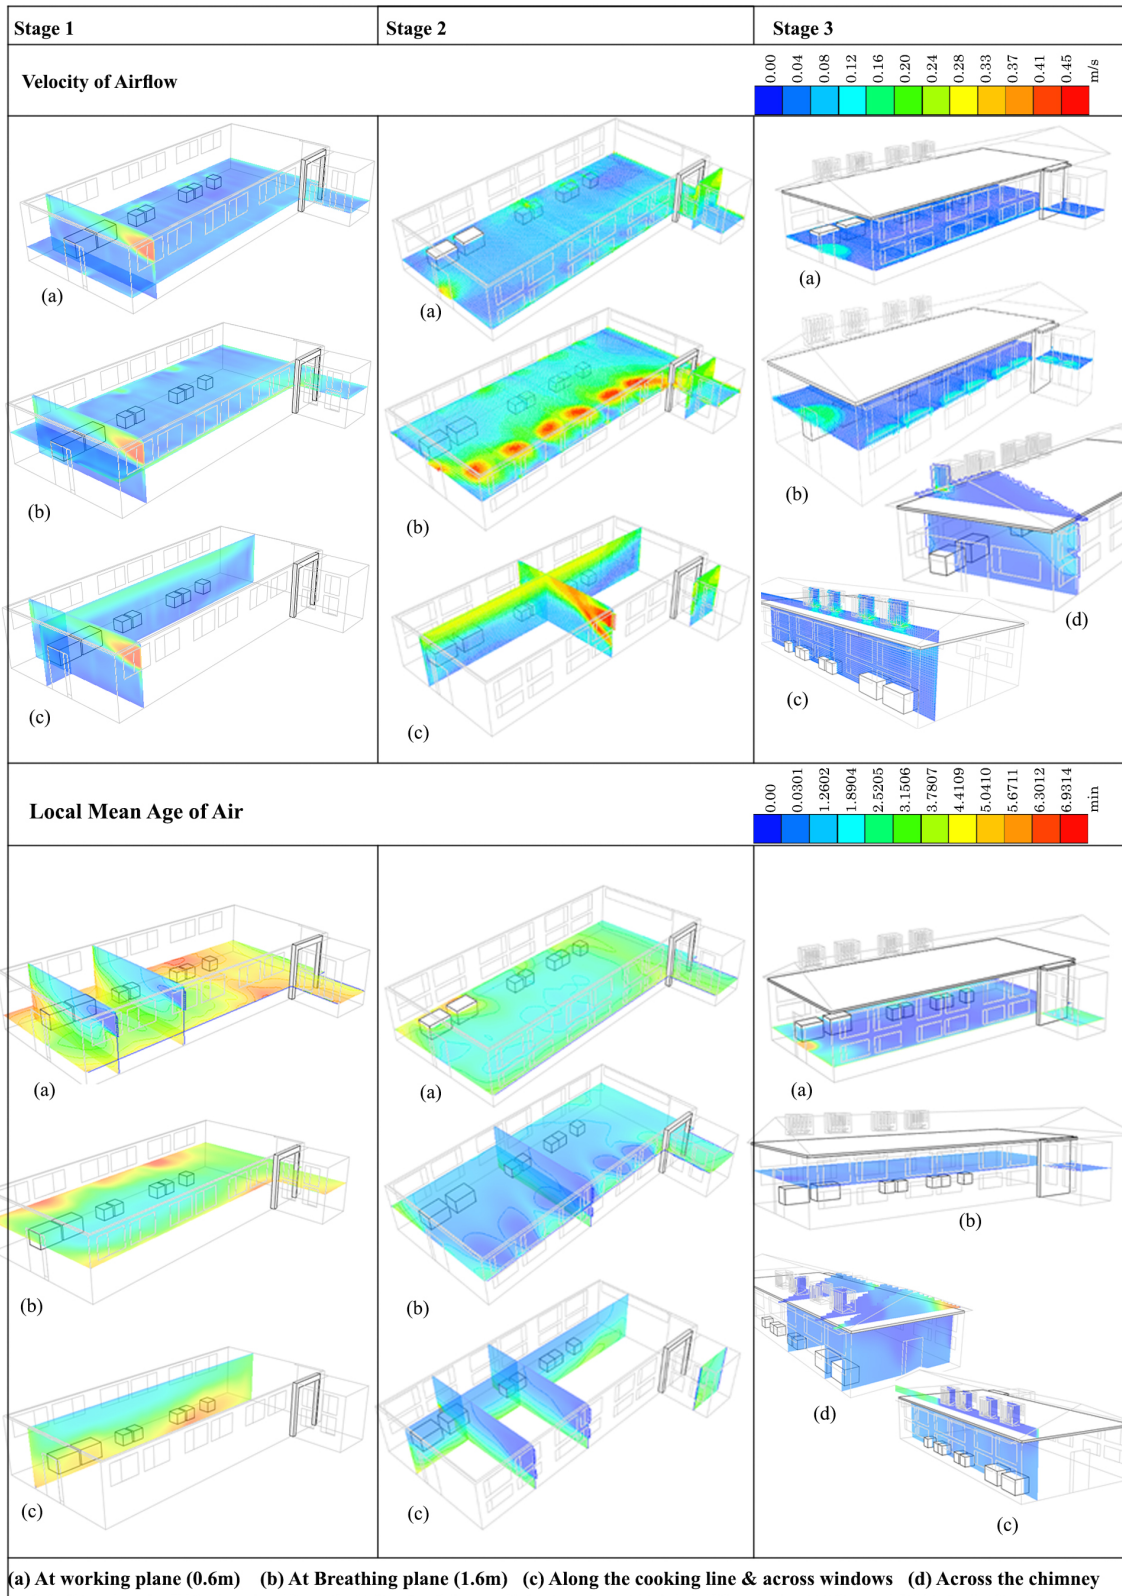 Stage 1
Stage 2
Stage 3
Velocity of Airflow
0.00
0.04
0.08
0.12
0.16
0.20
0.24
0.28
0.33
0.37
0.41
0.45
m/s
(a)
(a)
(a)
(b)
(b)
(b)
(d)
(c)
(c)
(c)
Local Mean Age of Air
0.00
0.0301
1.2602
1.8904
2.5205
3.1506
3.7807
4.4109
5.0410
5.6711
6.3012
6.9314
min
(a)
(a)
(a)
(b)
(b)
(b)
(d)
(c)
(c)
(c)
(a) At working plane (0.6m) (b) At Breathing plane (1.6m) (c) Along the cooking line & across windows (d) Across the chimney